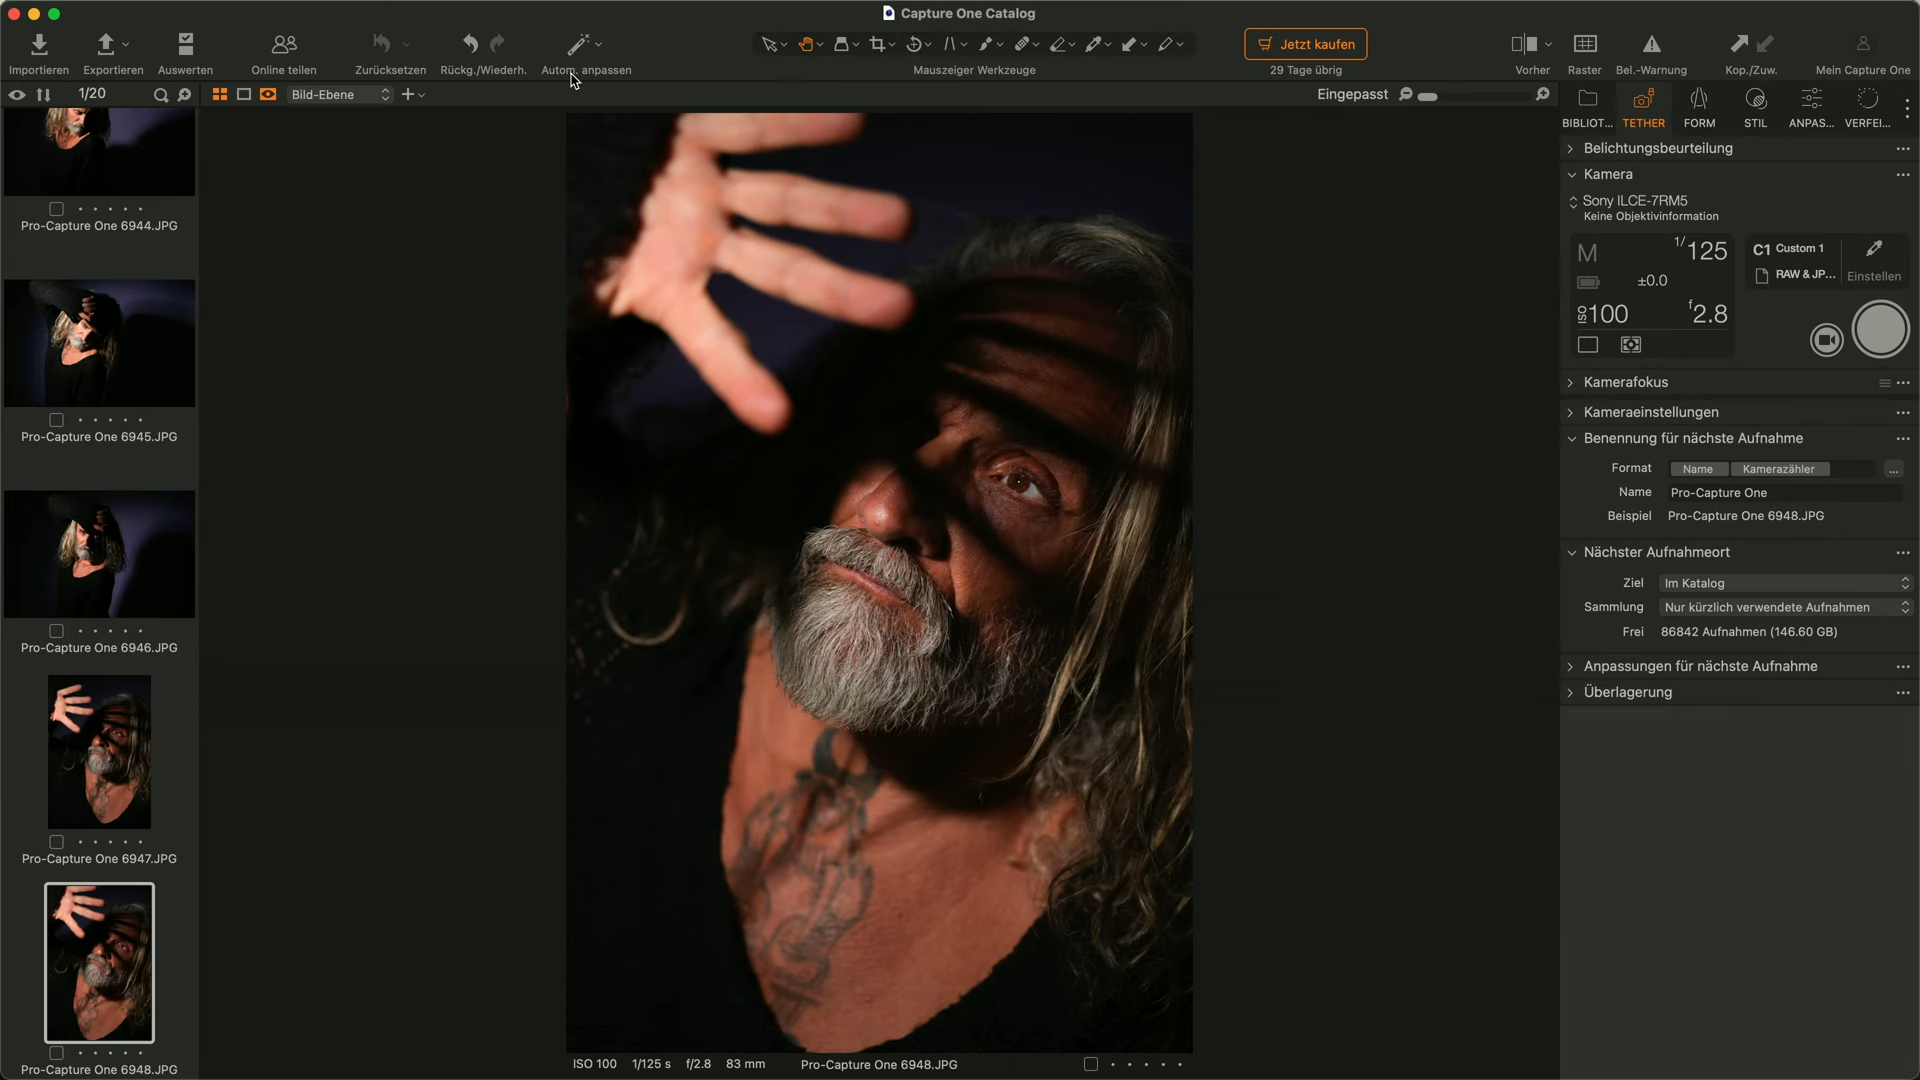 Capture One Catalog
Importieren
Exportieren
Auswerten
Online teilen
Zurücksetzen
Rückg./Wiederh.
Autom. anpassen
Mauszeiger Werkzeuge
Jetzt kaufen
29 Tage übrig
Vorher
Raster
Bel.-Warnung
Kop./Zuw.
Mein Capture One
1/20
Bild-Ebene
Eingepasst
BIBLIOT...
TETHER
FORM
STIL
ANPAS...
VERFEI...
Pro-Capture One 6944.JPG
Pro-Capture One 6945.JPG
Pro-Capture One 6946.JPG
Pro-Capture One 6947.JPG
Pro-Capture One 6948.JPG
ISO 100 1/125 s f/2.8 83 mm Pro-Capture One 6948.JPG
Belichtungsbeurteilung
Kamera
Sony ILCE-7RM5
Keine Objektivinformation
M 1/125
±0.0
ISO 100 f2.8
C1 Custom 1
RAW & JP...
Einstellen
Kamerafokus
Kameraeinstellungen
Benennung für nächste Aufnahme
Format Name Kamerazähler ...
Name Pro-Capture One
Beispiel Pro-Capture One 6948.JPG
Nächster Aufnahmeort
Ziel Im Katalog
Sammlung Nur kürzlich verwendete Aufnahmen
Frei 86842 Aufnahmen (146.60 GB)
Anpassungen für nächste Aufnahme
Überlagerung